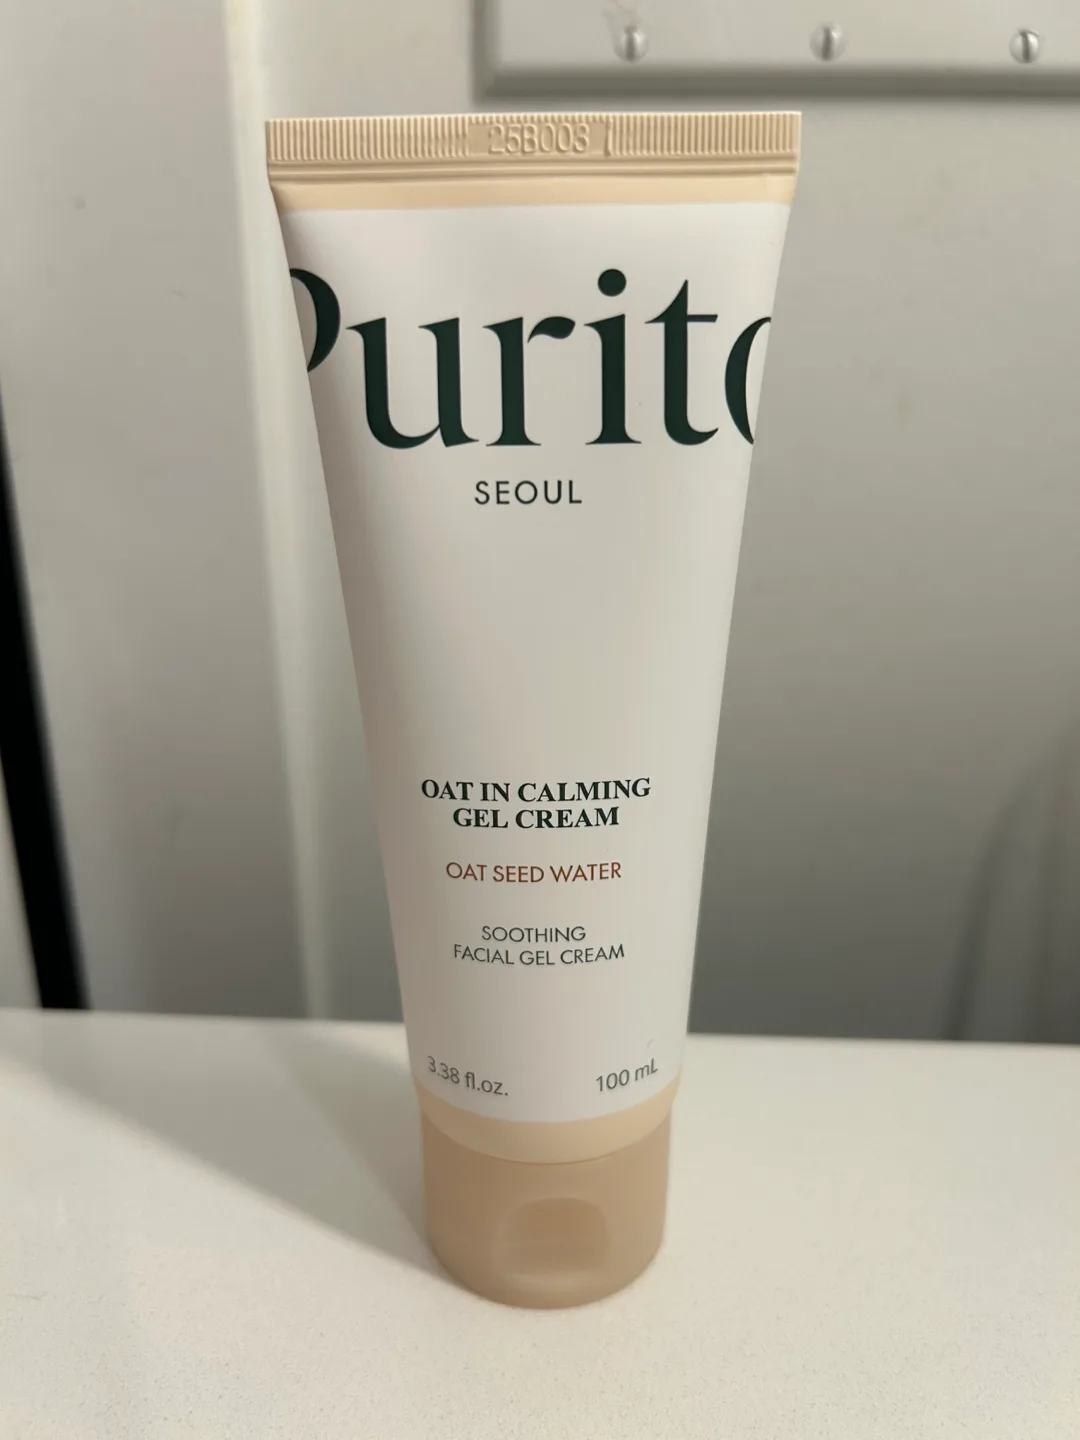 25B003
Purito
SEOUL
OAT IN CALMING
GEL CREAM
OAT SEED WATER
SOOTHING
FACIAL GEL CREAM
3.38 fl.oz. 100 mL